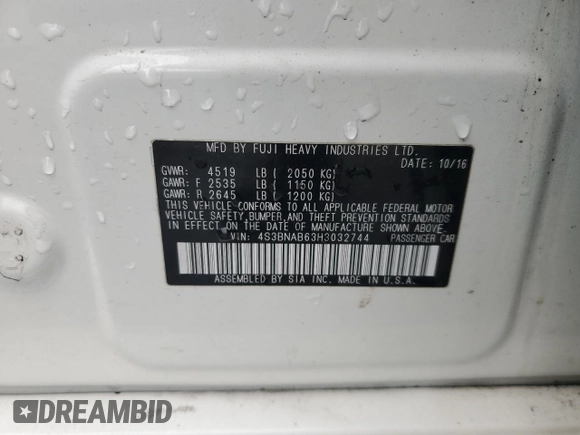 MFD BY FUJI HEAVY INDUSTRIES LTD.
DATE: 10/16
GVWR: 4519 LB ( 2050 KG)
GAWR: F 2535 LB ( 1150 KG)
GAWR: R 2645 LB ( 1200 KG)
THIS VEHICLE CONFORMS TO ALL APPLICABLE FEDERAL MOTOR
VEHICLE SAFETY, BUMPER, AND THEFT PREVENTION STANDARDS
IN EFFECT ON THE DATE OF MANUFACTURE SHOWN ABOVE.
VIN: 4S3BNAB63H3032744 PASSENGER CAR
ASSEMBLED BY SIA INC. MADE IN U.S.A.
DREAMBID